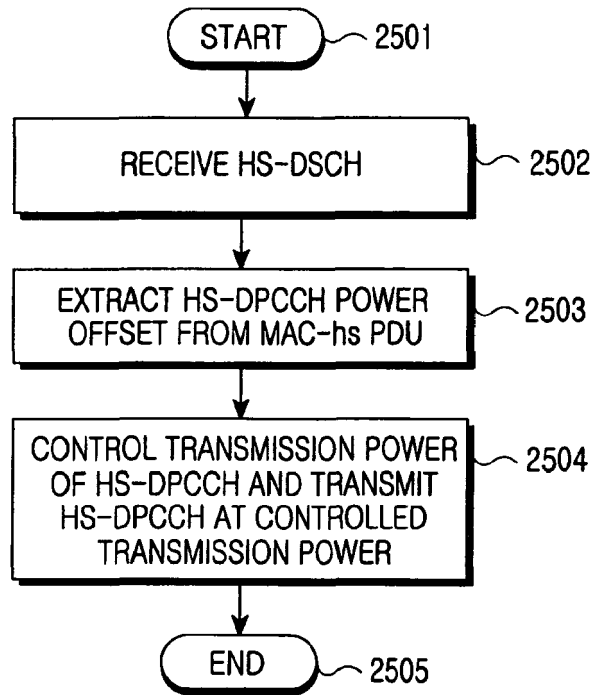 START
2501
RECEIVE HS-DSCH
2502
EXTRACT HS-DPCCH POWER
OFFSET FROM MAC-hs PDU
2503
CONTROL TRANSMISSION POWER
OF HS-DPCCH AND TRANSMIT
HS-DPCCH AT CONTROLLED
TRANSMISSION POWER
2504
END
2505